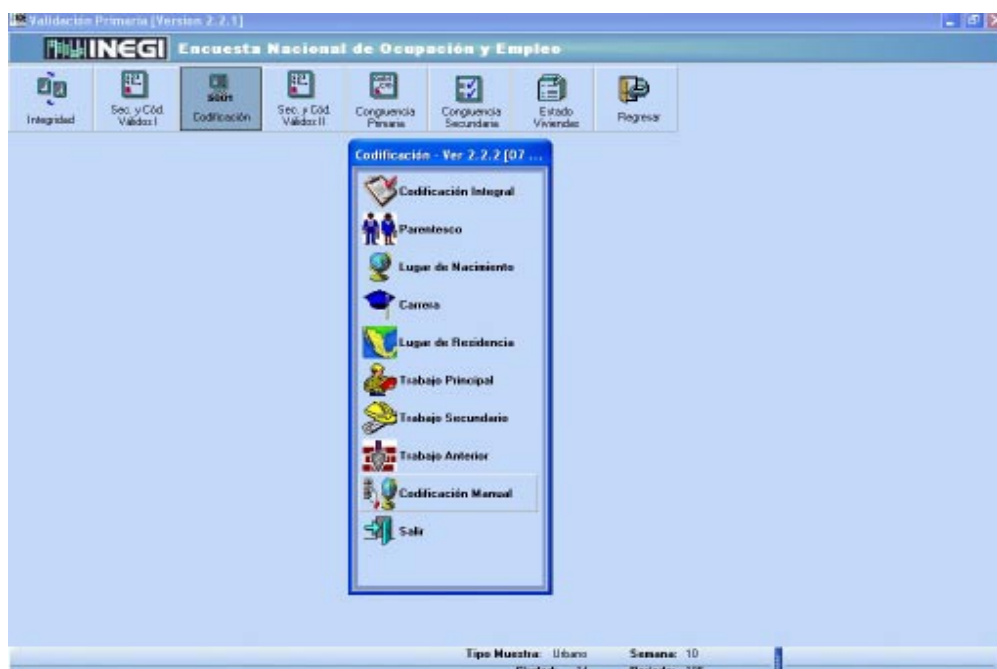 Validación Primaria [Version 2.2.1]
INEGI Encuesta Nacional de Ocupación y Empleo
Integridad
Sec. y Cód. Válidos I
Codificación
Sec. y Cód. Válidos II
Congruencia Primaria
Congruencia Secundaria
Estado Viviendas
Regresar
Codificación - Ver 2.2.2 [07 ...
Codificación Integral
Parentesco
Lugar de Nacimiento
Carrera
Lugar de Residencia
Trabajo Principal
Trabajo Secundario
Trabajo Anterior
Codificación Manual
Salir
Tipo Muestra: Urbano Semana: 10